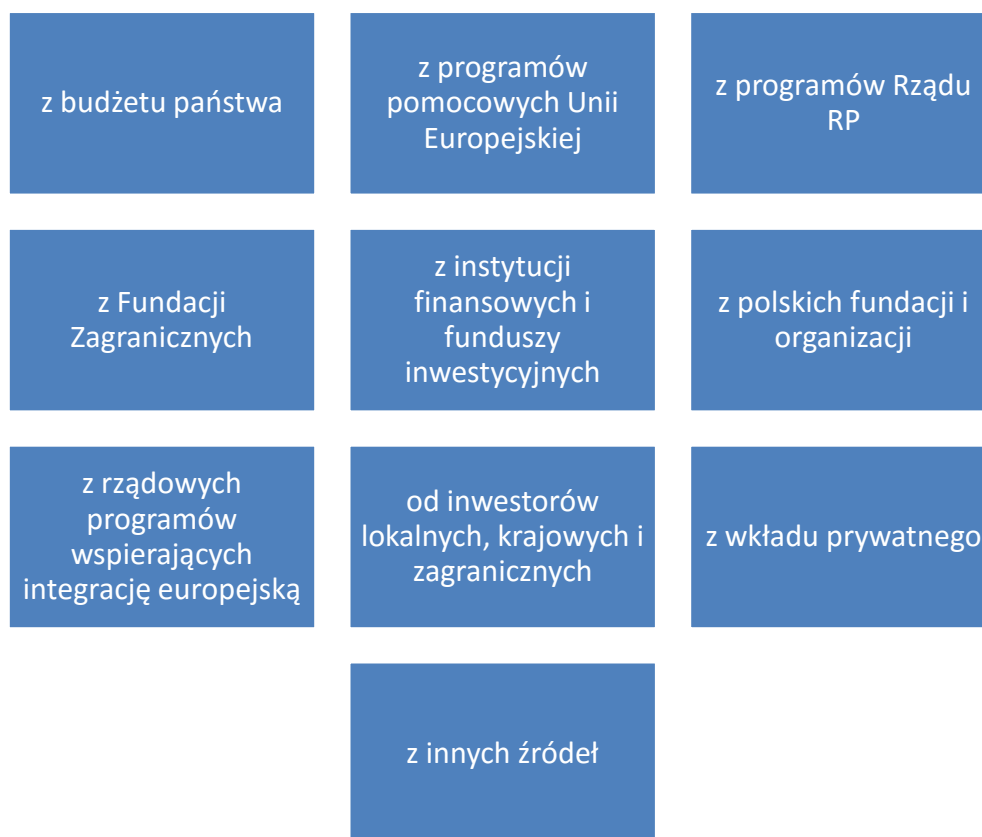 z budżetu państwa
z programów
pomocowych Unii
Europejskiej
z programów Rządu
RP
z Fundacji
Zagranicznych
z instytucji
finansowych i
funduszy
inwestycyjnych
z polskich fundacji i
organizacji
z rządowych
programów
wspierających
integrację europejską
od inwestorów
lokalnych, krajowych i
zagranicznych
z wkładu prywatnego
z innych źródeł